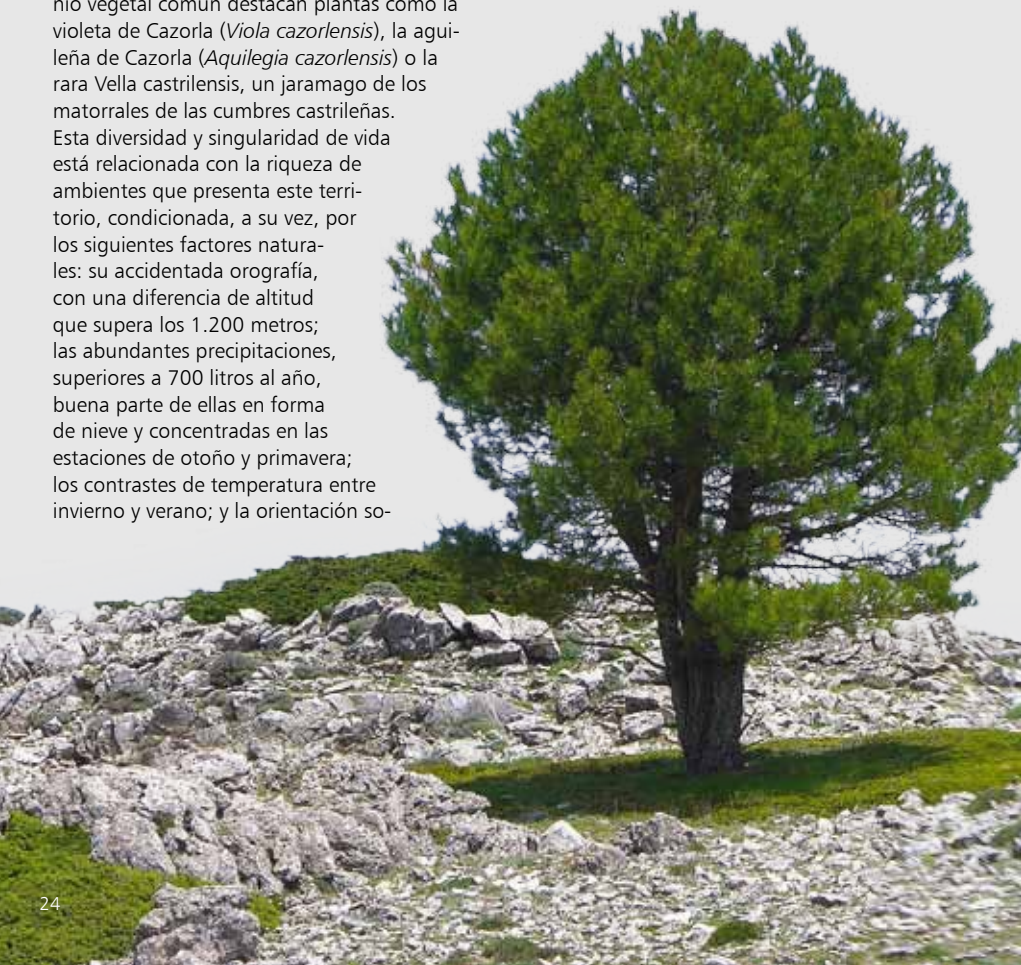 nio vegetal común destacan plantas como la
violeta de Cazorla (Viola cazorlensis), la agui-
leña de Cazorla (Aquilegia cazorlensis) o la
rara Vella castrilensis, un jaramago de los
matorrales de las cumbres castrileñas.
Esta diversidad y singularidad de vida
está relacionada con la riqueza de
ambientes que presenta este terri-
torio, condicionada, a su vez, por
los siguientes factores natura-
les: su accidentada orografía,
con una diferencia de altitud
que supera los 1.200 metros;
las abundantes precipitaciones,
superiores a 700 litros al año,
buena parte de ellas en forma
de nieve y concentradas en las
estaciones de otoño y primavera;
los contrastes de temperatura entre
invierno y verano; y la orientación so-
24